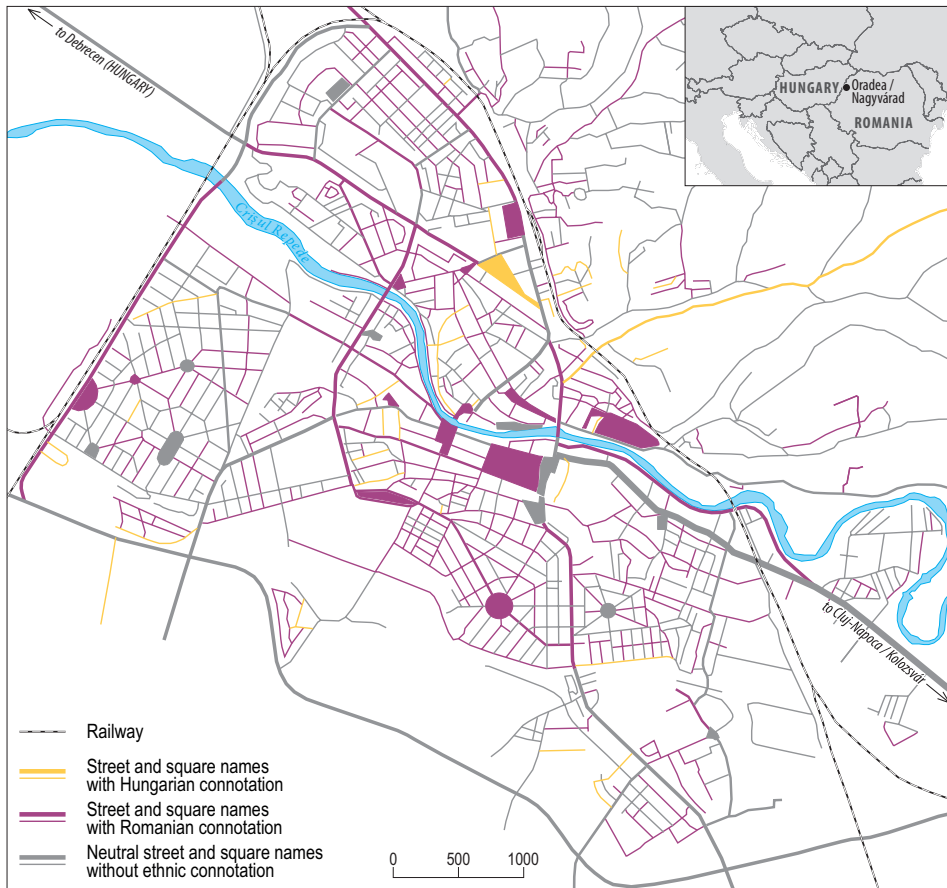 to Debrecen (HUNGARY)
HUNGARY
Oradea /
Nagyvárad
ROMANIA
Crişul Repede
to Cluj-Napoca / Kolozsvár
Railway
Street and square names
with Hungarian connotation
Street and square names
with Romanian connotation
Neutral street and square names
without ethnic connotation
0 500 1000